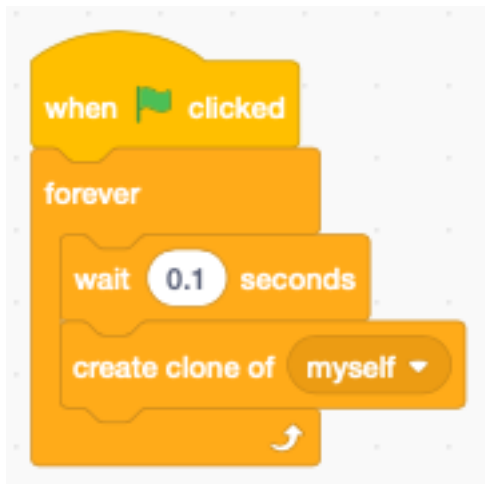 when clicked
forever
wait 0.1 seconds
create clone of myself